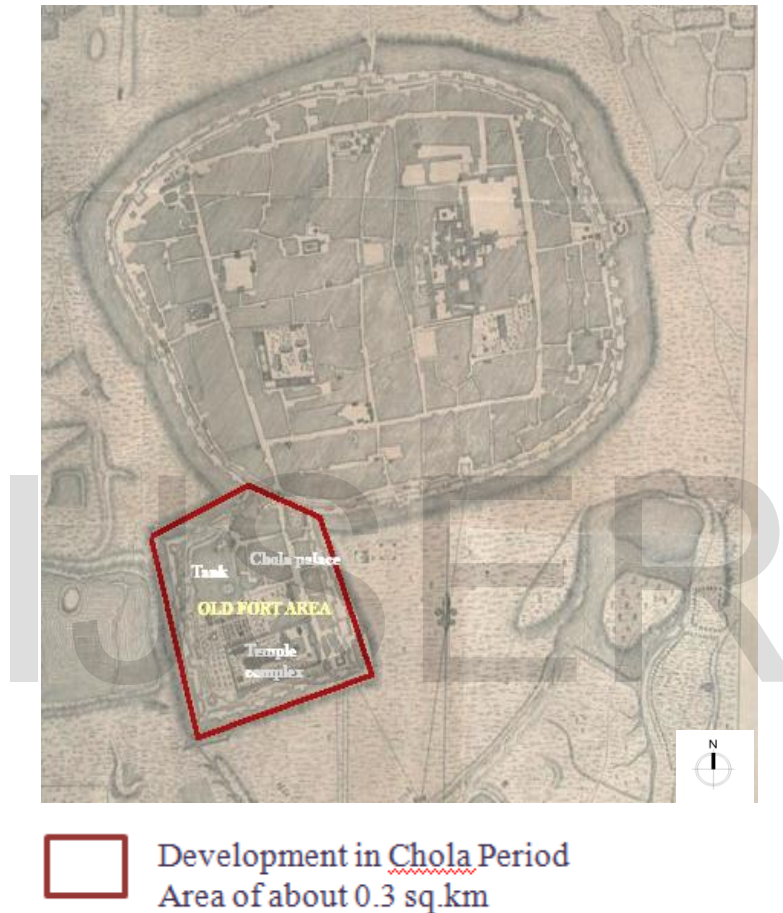 IJSER
Tank
Chola palace
OLD FORT AREA
Temple
complex
N
Development in Chola Period
Area of about 0.3 sq.km